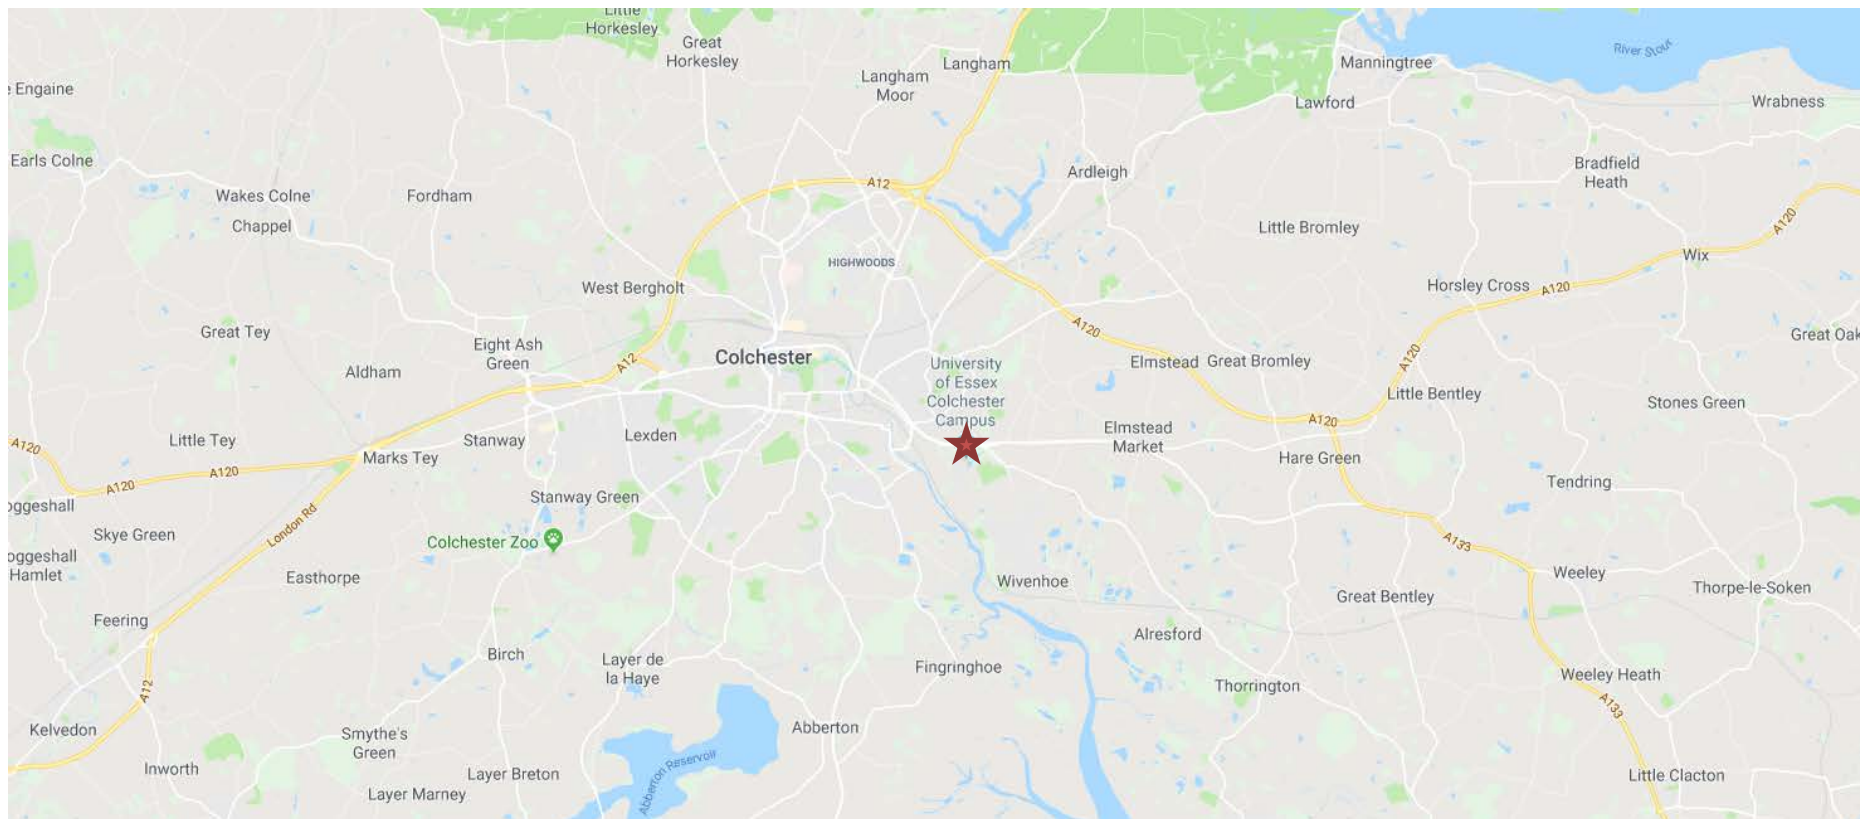 Little
Horkesley
Great
Horkesley
Langham
Langham
Moor
Manningtree
River Stour
Engaine
Lawford
Wrabness
Earls Colne
Ardleigh
Bradfield
Heath
A12
Wakes Colne
Fordham
Chappel
Little Bromley
A120
HIGHWOODS
Wix
West Bergholt
Horsley Cross
A120
Great Tey
A120
Great Oak
Eight Ash
Green
Colchester
A12
University
of Essex
Colchester
Campus
Elmstead
Great Bromley
A120
Aldham
Little Bentley
Stones Green
A120
Little Tey
Stanway
Lexden
Elmstead
Market
A120
Marks Tey
Hare Green
A120
A120
Tendring
oggeshall
Stanway Green
Skye Green
London Rd
Colchester Zoo
A133
oggeshall
Hamlet
Easthorpe
Wivenhoe
Weeley
Great Bentley
Thorpe-le-Soken
Feering
Alresford
Birch
Layer de
la Haye
Fingringhoe
Weeley Heath
A12
Thorrington
A133
Kelvedon
Abberton
Smythe's
Green
Inworth
Abberton Reservoir
Layer Breton
Little Clacton
Layer Marney